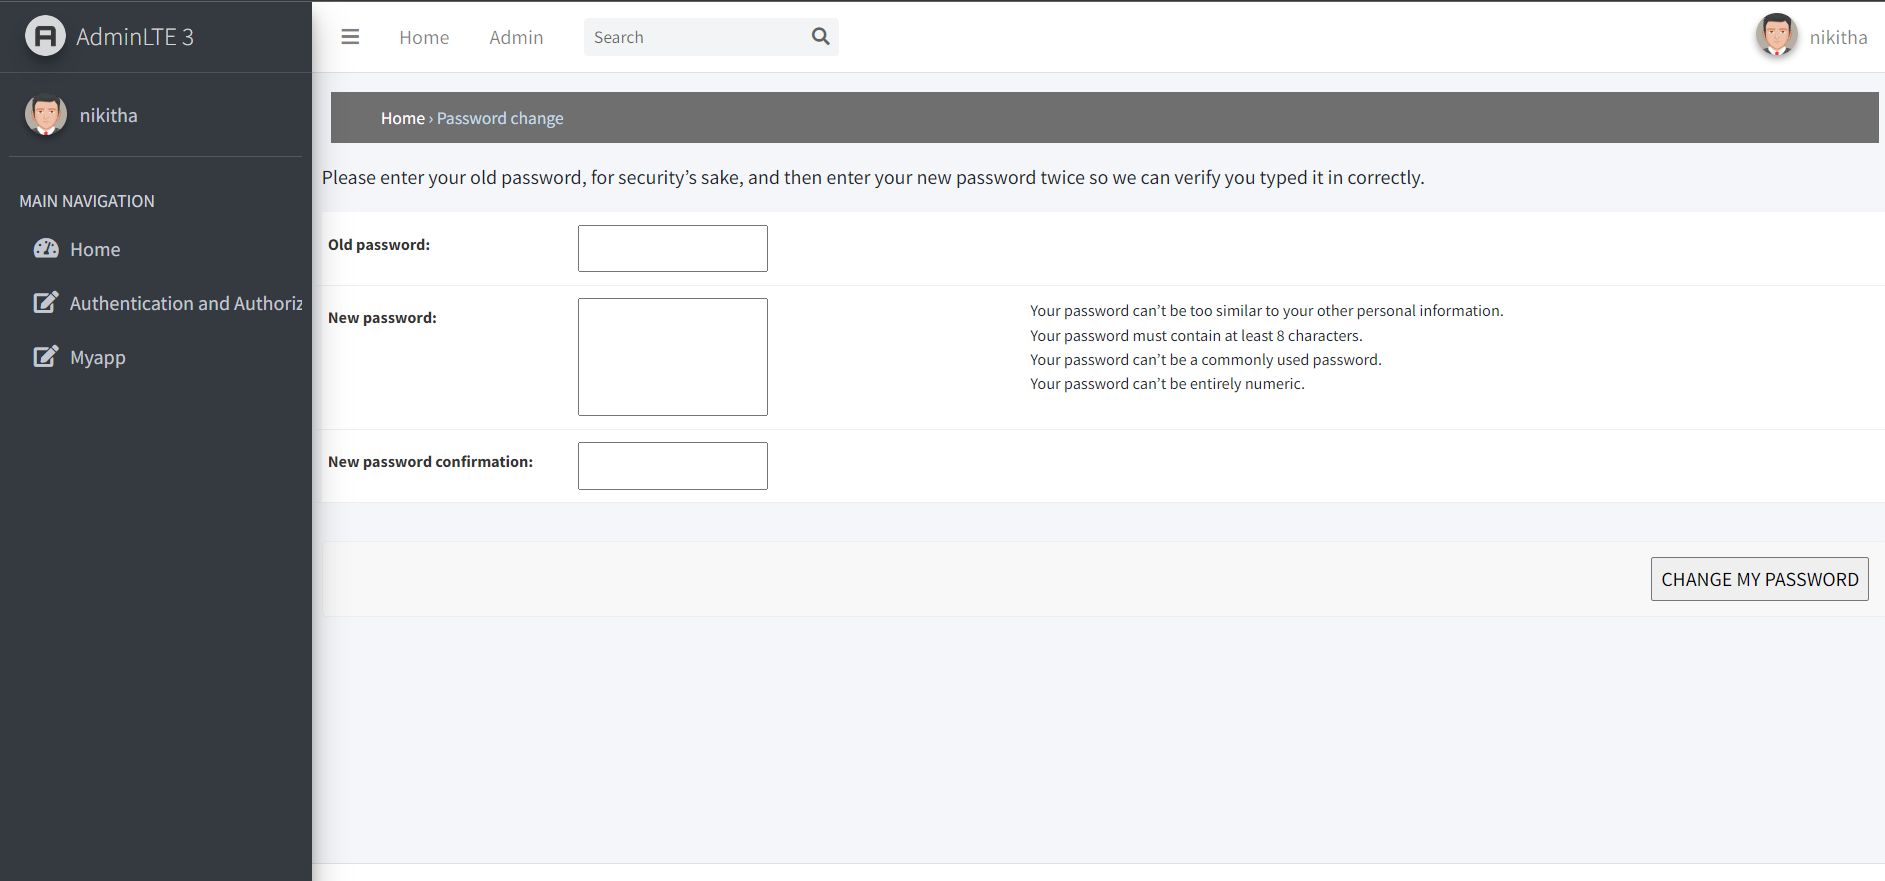 AdminLTE 3
Home
Admin
Search
nikitha
nikitha
Home › Password change
Please enter your old password, for security’s sake, and then enter your new password twice so we can verify you typed it in correctly.
MAIN NAVIGATION
Home
Authentication and Authoriz
Myapp
Old password:
New password:
Your password can’t be too similar to your other personal information.
Your password must contain at least 8 characters.
Your password can’t be a commonly used password.
Your password can’t be entirely numeric.
New password confirmation:
CHANGE MY PASSWORD